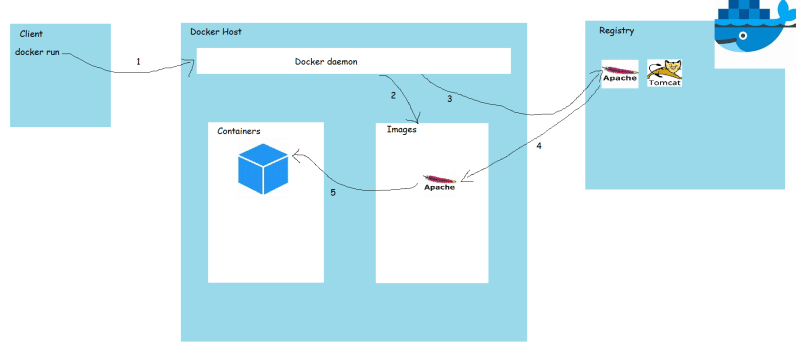 Client
docker run
1
Docker Host
Docker daemon
2
3
Containers
Images
Apache
5
4
Registry
Apache
Tomcat